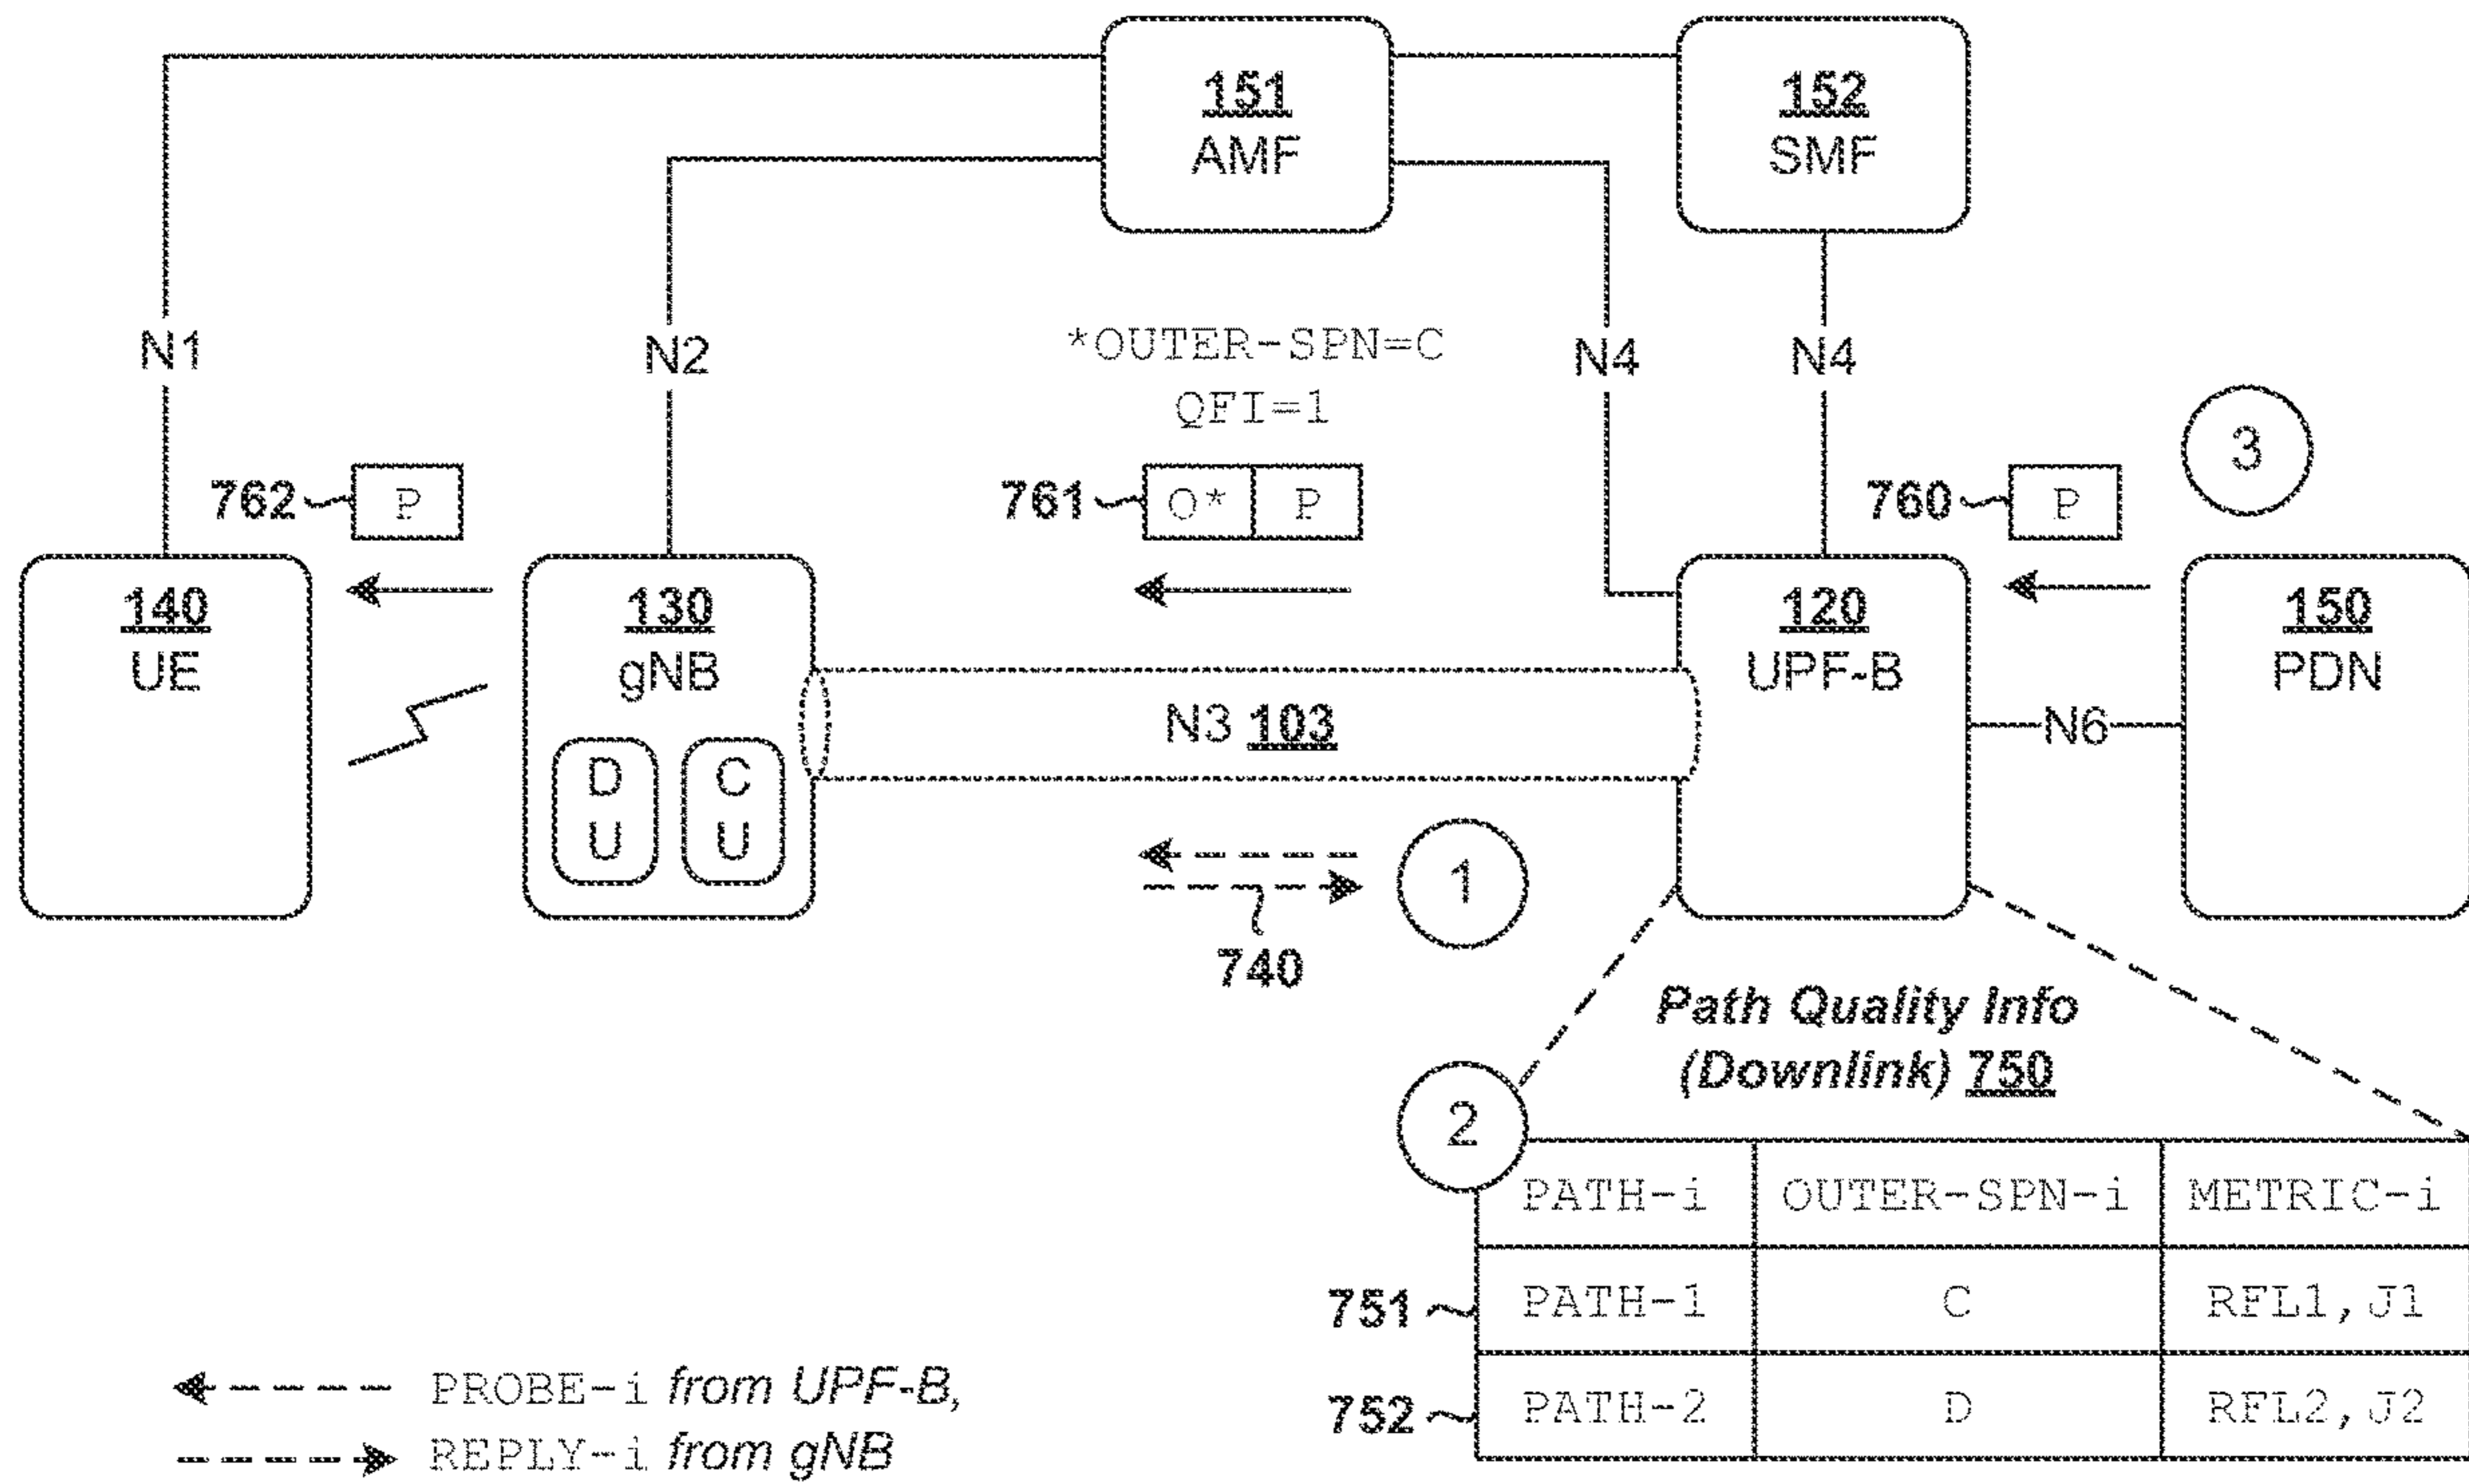 151
AMF
152
SMF
N1
N2
*OUTER-SPN=C
QFI=1
N4
N4
3
762
P
761
O* P
760
P
140
UE
130
gNB
D
U
C
U
N3 103
120
UPF-B
N6
150
PDN
1
740
Path Quality Info
(Downlink) 750
2
PATH-i OUTER-SPN-i METRIC-i
751 PATH-1 C RFL1,J1
752 PATH-2 D RFL2,J2
PROBE-i from UPF-B,
REPLY-i from gNB